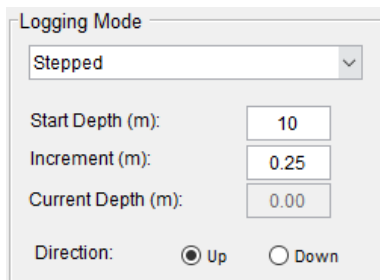 Logging Mode
Stepped
Start Depth (m): 10
Increment (m): 0.25
Current Depth (m): 0.00
Direction: Up Down